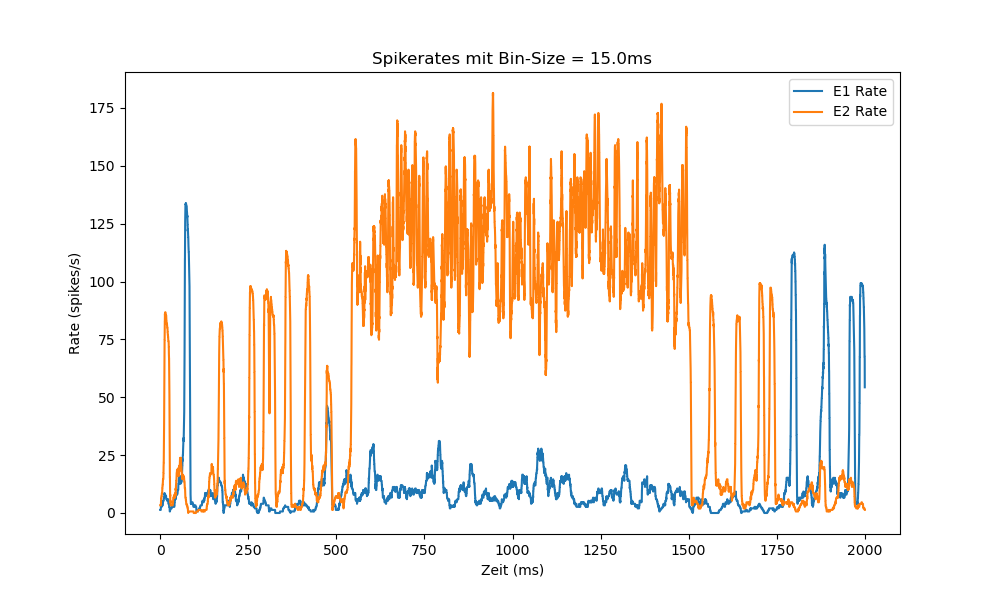 Spikerates mit Bin-Size = 15.0ms
E1 Rate
E2 Rate
Rate (spikes/s)
175
150
125
100
75
50
25
0
0 250 500 750 1000 1250 1500 1750 2000
Zeit (ms)